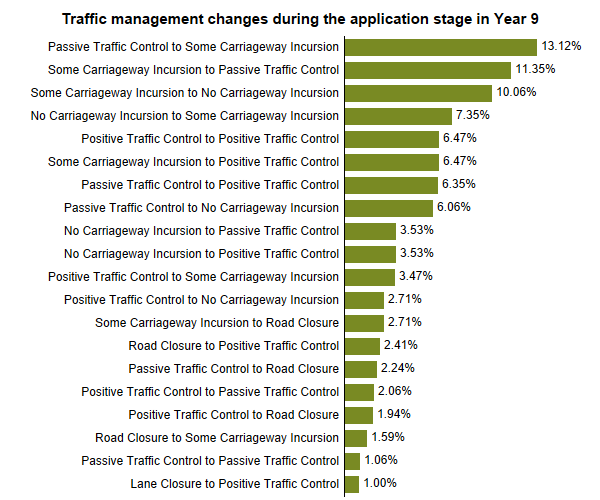 Traffic management changes during the application stage in Year 9
Passive Traffic Control to Some Carriageway Incursion 13.12%
Some Carriageway Incursion to Passive Traffic Control 11.35%
Some Carriageway Incursion to No Carriageway Incursion 10.06%
No Carriageway Incursion to Some Carriageway Incursion 7.35%
Positive Traffic Control to Positive Traffic Control 6.47%
Some Carriageway Incursion to Positive Traffic Control 6.47%
Passive Traffic Control to Positive Traffic Control 6.35%
Passive Traffic Control to No Carriageway Incursion 6.06%
No Carriageway Incursion to Passive Traffic Control 3.53%
No Carriageway Incursion to Positive Traffic Control 3.53%
Positive Traffic Control to Some Carriageway Incursion 3.47%
Positive Traffic Control to No Carriageway Incursion 2.71%
Some Carriageway Incursion to Road Closure 2.71%
Road Closure to Positive Traffic Control 2.41%
Passive Traffic Control to Road Closure 2.24%
Positive Traffic Control to Passive Traffic Control 2.06%
Positive Traffic Control to Road Closure 1.94%
Road Closure to Some Carriageway Incursion 1.59%
Passive Traffic Control to Passive Traffic Control 1.06%
Lane Closure to Positive Traffic Control 1.00%